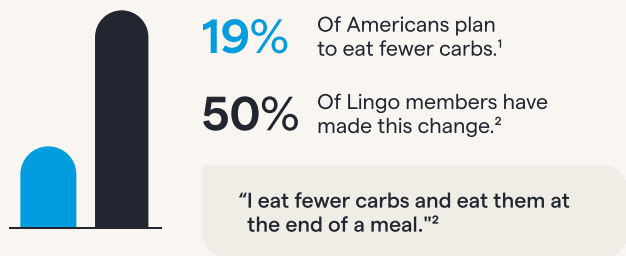 19% Of Americans plan
to eat fewer carbs.¹
50% Of Lingo members have
made this change.²
“I eat fewer carbs and eat them at
the end of a meal."²